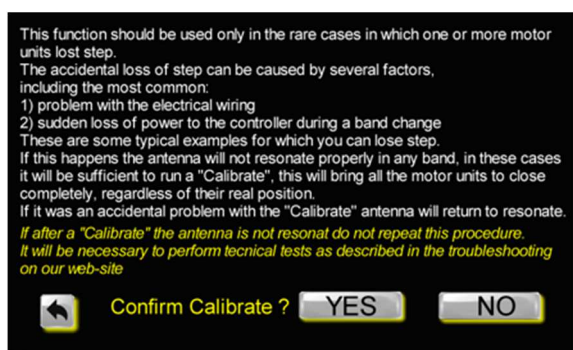 This function should be used only in the rare cases in which one or more motor
units lost step.
The accidental loss of step can be caused by several factors,
including the most common:
1) problem with the electrical wiring
2) sudden loss of power to the controller during a band change
These are some typical examples for which you can lose step.
If this happens the antenna will not resonate properly in any band, in these cases
it will be sufficient to run a "Calibrate", this will bring all the motor units to close
completely, regardless of their real position.
If it was an accidental problem with the "Calibrate" antenna will return to resonate.
If after a "Calibrate" the antenna is not resonat do not repeat this procedure.
It will be necessary to perform tecnical tests as described in the troubleshooting
on our web-site
Confirm Calibrate ? YES NO